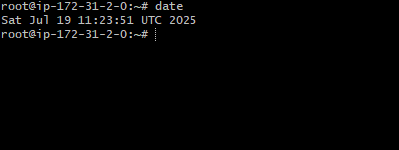 root@ip-172-31-2-0:~# date
Sat Jul 19 11:23:51 UTC 2025
root@ip-172-31-2-0:~#